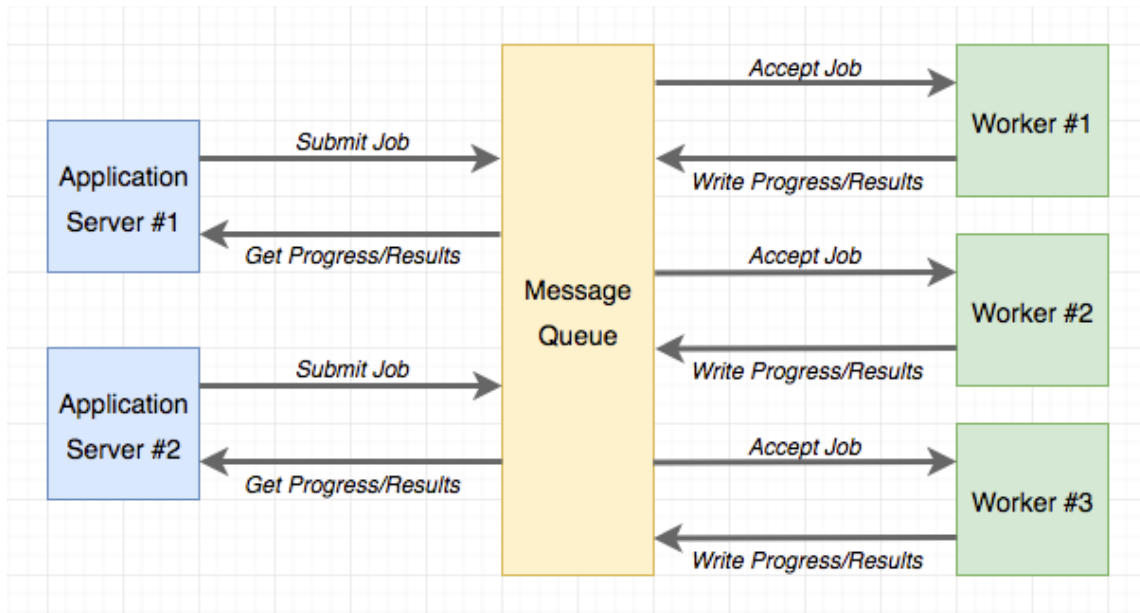 Application
Server #1
Submit Job
Get Progress/Results
Application
Server #2
Submit Job
Get Progress/Results
Message
Queue
Accept Job
Write Progress/Results
Worker #1
Accept Job
Write Progress/Results
Worker #2
Accept Job
Write Progress/Results
Worker #3